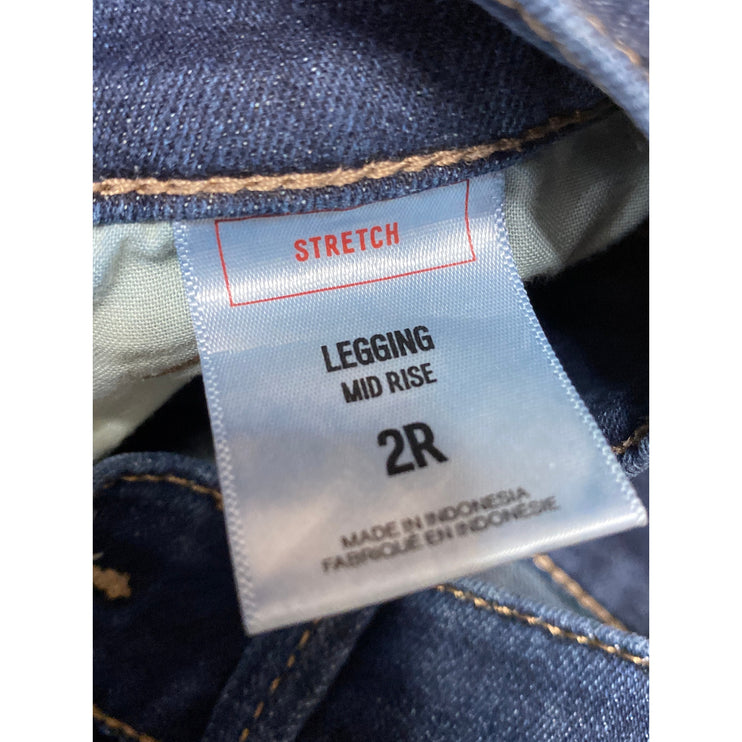 STRETCH
LEGGING
MID RISE
2R
MADE IN INDONESIA
FABRIQUÉ EN INDONÉSIE